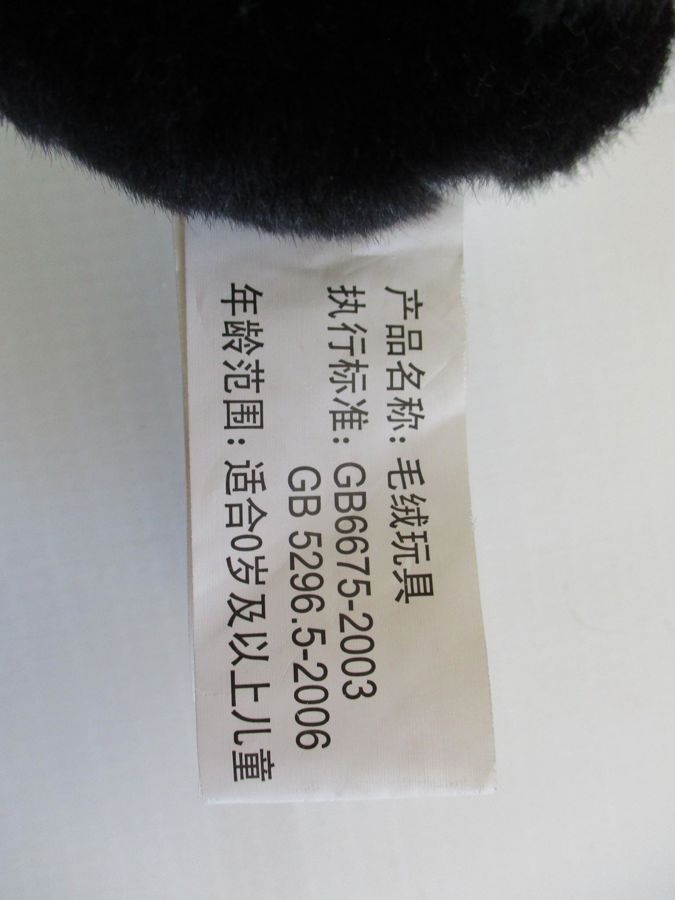 产品名称：毛绒玩具
执行标准：GB6675-2003
GB 5296.5-2006
年龄范围：适合0岁及以上儿童